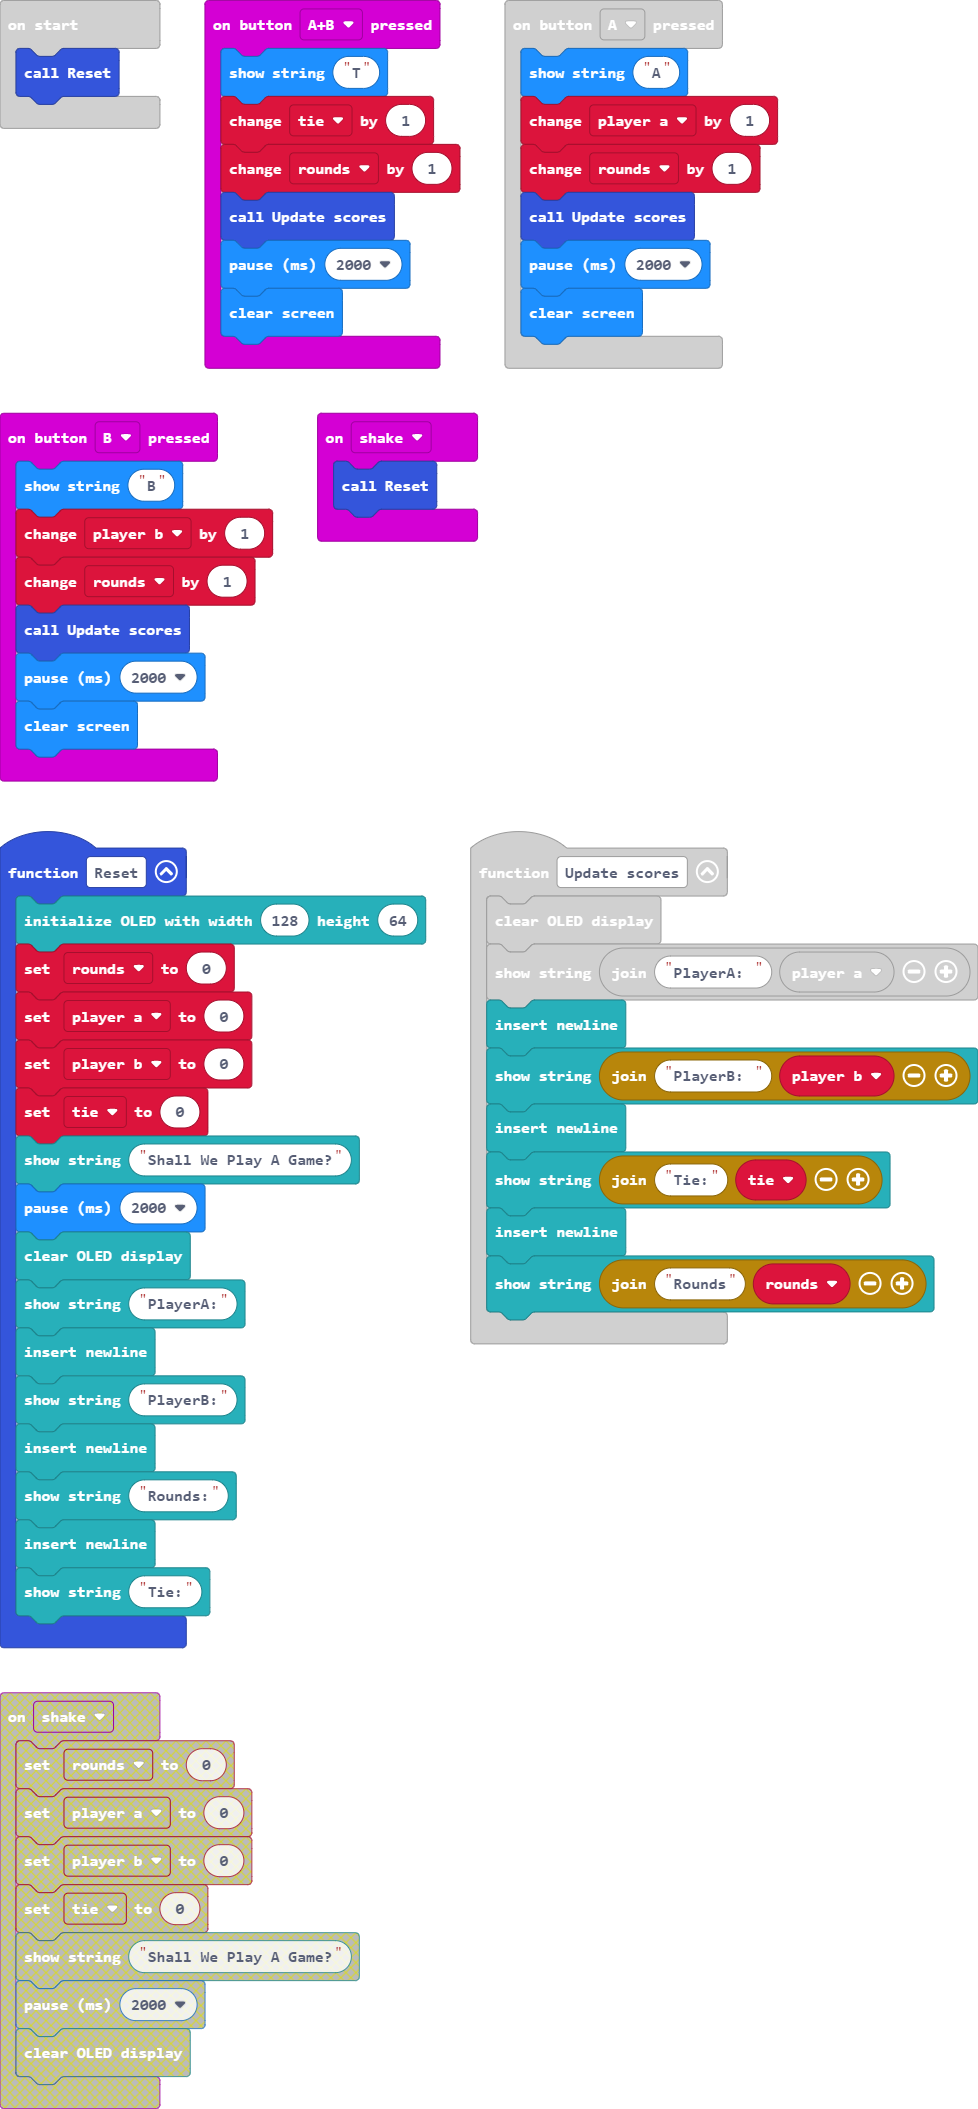 on start
call Reset
on button A+B pressed
show string "T"
change tie by 1
change rounds by 1
call Update scores
pause (ms) 2000
clear screen
on button A pressed
show string "A"
change player a by 1
change rounds by 1
call Update scores
pause (ms) 2000
clear screen
on button B pressed
show string "B"
change player b by 1
change rounds by 1
call Update scores
pause (ms) 2000
clear screen
on shake
call Reset
function Reset
initialize OLED with width 128 height 64
set rounds to 0
set player a to 0
set player b to 0
set tie to 0
show string "Shall We Play A Game?"
pause (ms) 2000
clear OLED display
show string "PlayerA:"
insert newline
show string "PlayerB:"
insert newline
show string "Rounds:"
insert newline
show string "Tie:"
function Update scores
clear OLED display
show string join "PlayerA: " player a
insert newline
show string join "PlayerB: " player b
insert newline
show string join "Tie:" tie
insert newline
show string join "Rounds" rounds
on shake
set rounds to 0
set player a to 0
set player b to 0
set tie to 0
show string "Shall We Play A Game?"
pause (ms) 2000
clear OLED display